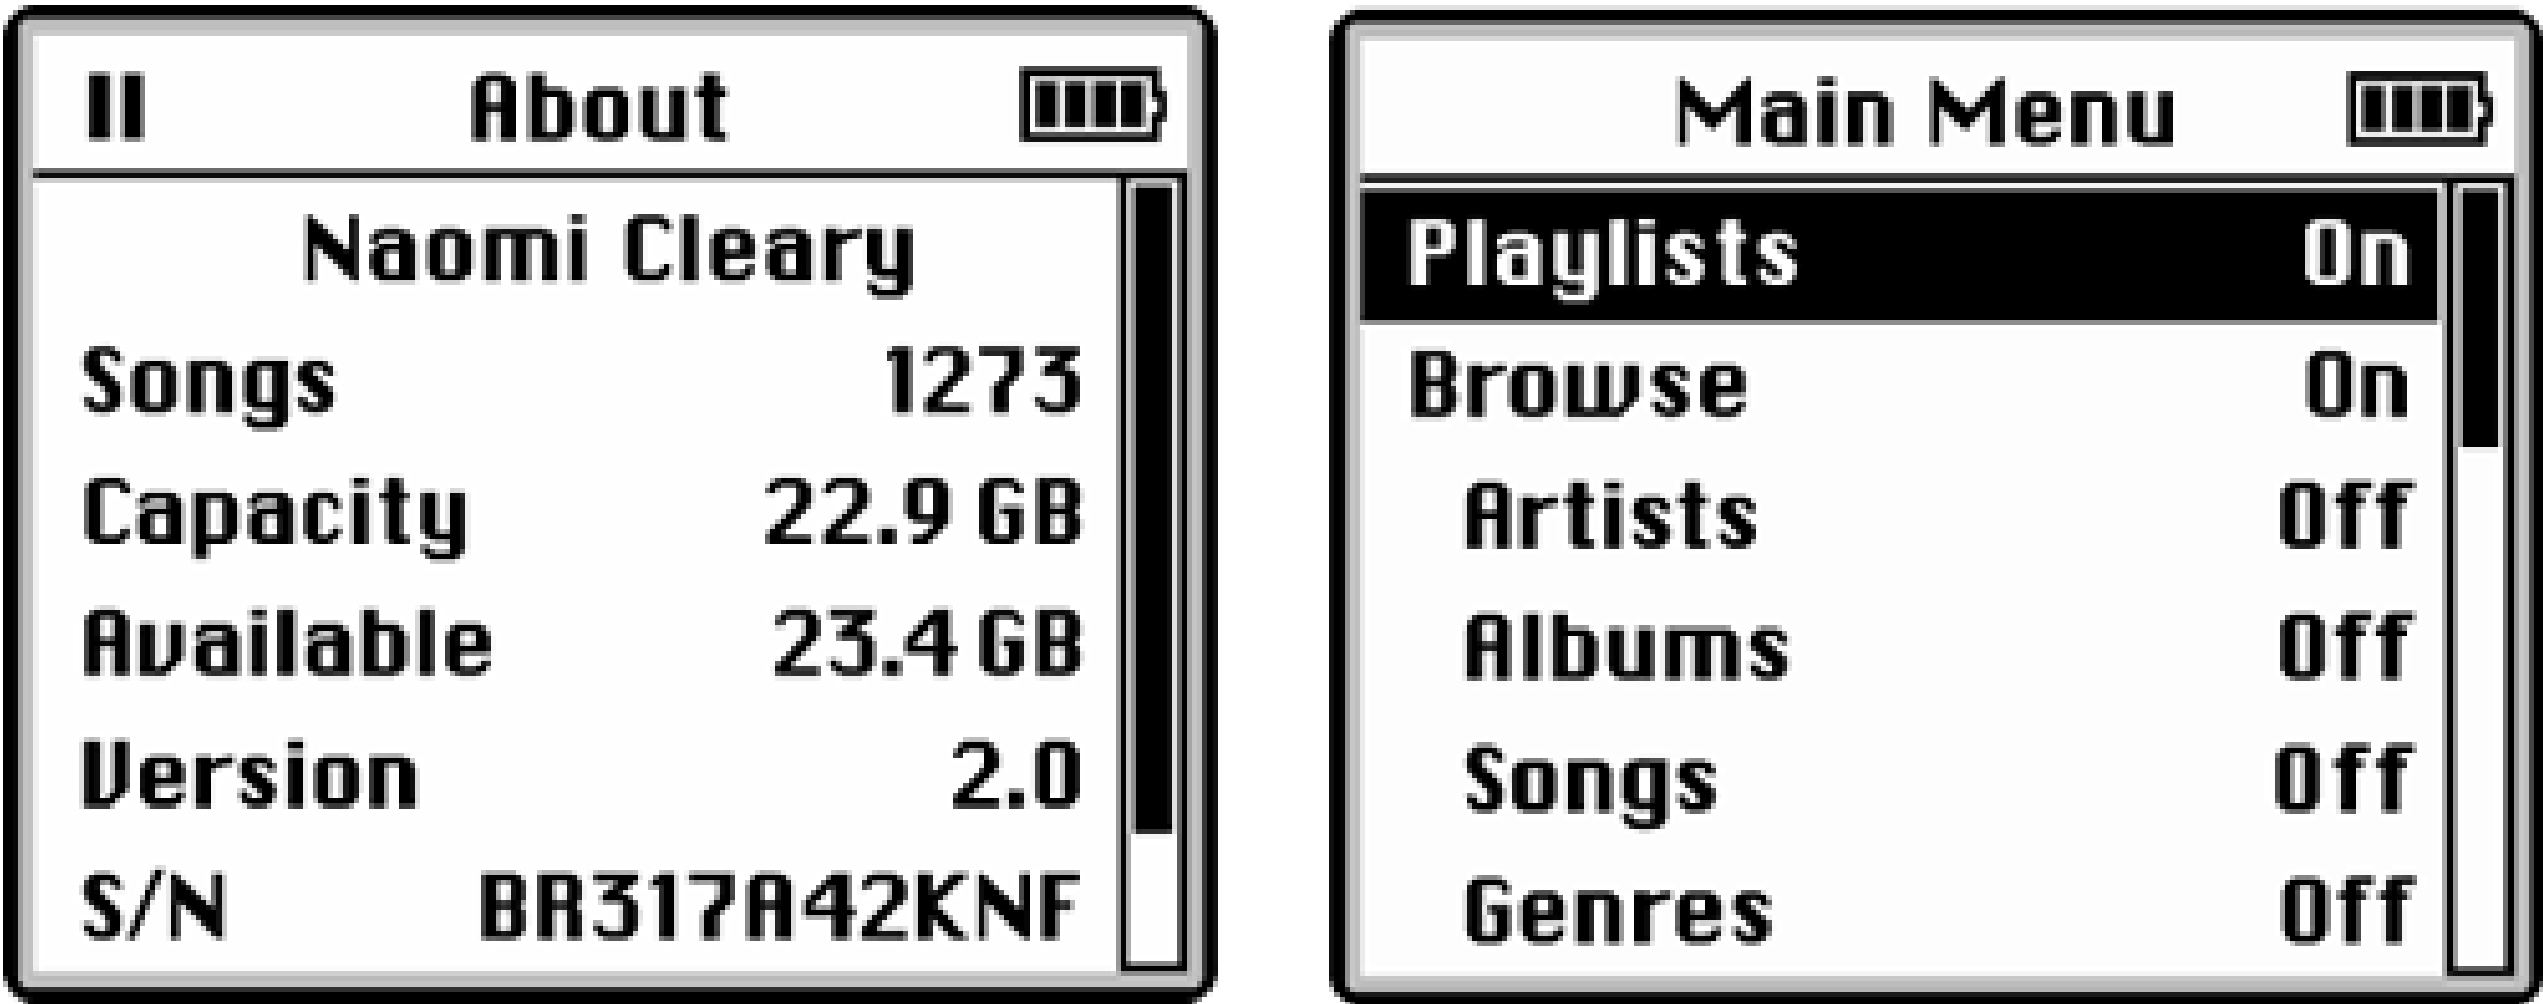 About
Naomi Cleary
Songs 1273
Capacity 22.9 GB
Available 23.4 GB
Version 2.0
S/N BA317A42KNF
Main Menu
Playlists On
Browse On
Artists Off
Albums Off
Songs Off
Genres Off